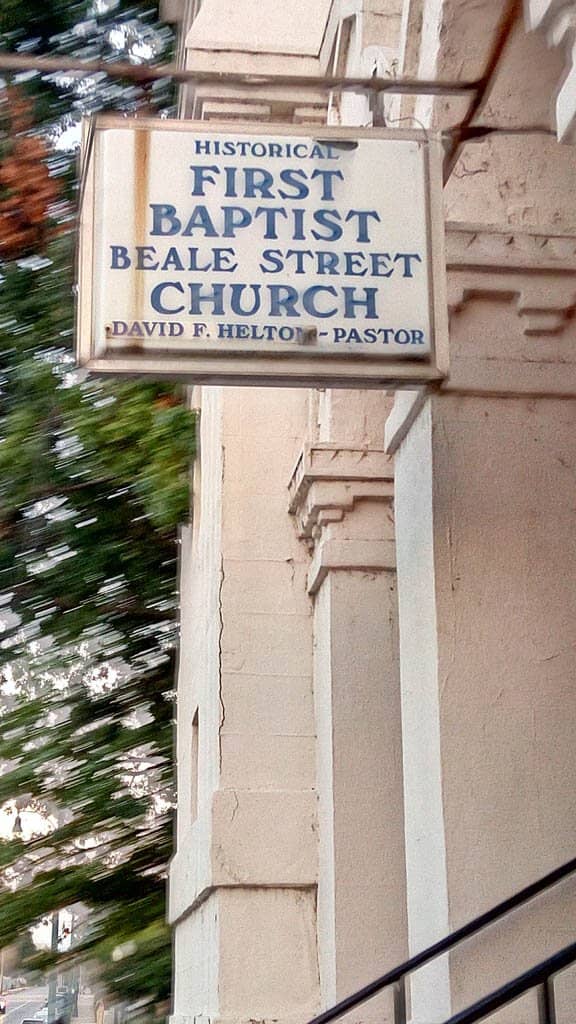 HISTORICAL
FIRST
BAPTIST
BEALE STREET
CHURCH
DAVID F. HELTON - PASTOR